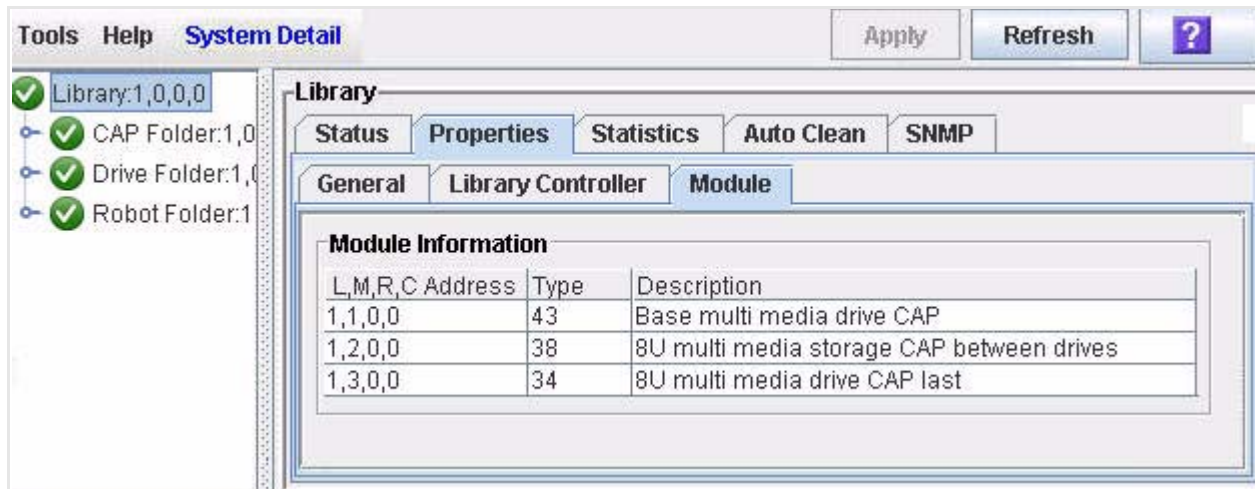 Tools Help System Detail Apply Refresh ?
Library:1,0,0,0
CAP Folder:1,0
Drive Folder:1,(
Robot Folder:1
Library
Status Properties Statistics Auto Clean SNMP
General Library Controller Module
Module Information
L,M,R,C Address Type Description
1,1,0,0 43 Base multi media drive CAP
1,2,0,0 38 8U multi media storage CAP between drives
1,3,0,0 34 8U multi media drive CAP last